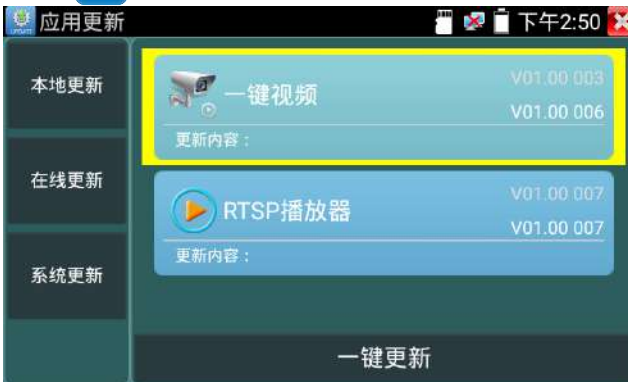 应用更新
下午2:50
本地更新
在线更新
系统更新
一键视频
V01.00 003
V01.00 006
更新内容：
RTSP播放器
V01.00 007
V01.00 007
更新内容：
一键更新